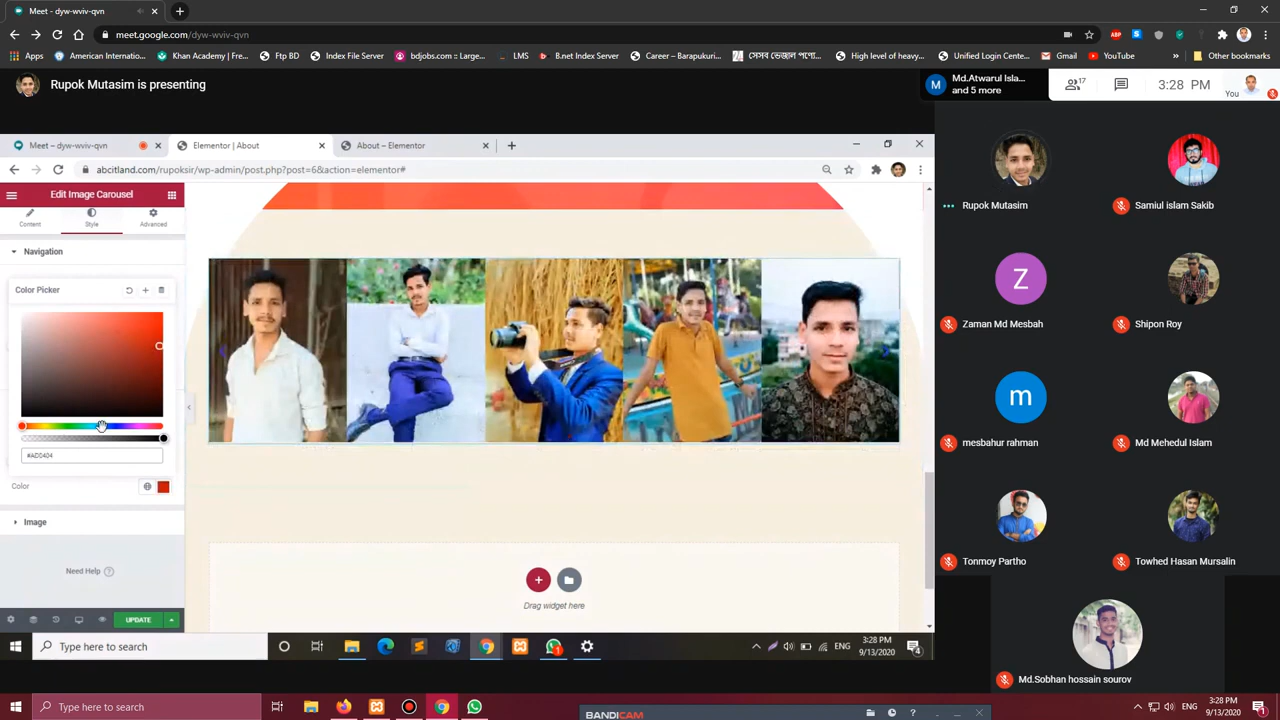 Meet - dyw-wviv-qvn
meet.google.com/dyw-wviv-qvn
Apps
American Internatio...
Khan Academy | Fre...
Ftp BD
Index File Server
bdjobs.com :: Large...
LMS
B.net Index Server
Career – Barapukuri...
সেসব ভেজাল পণ্যে...
High level of heavy...
Unified Login Cente...
Gmail
YouTube
»
Other bookmarks
Rupok Mutasim is presenting
M
Md.Atwarul Isla...
and 5 more
17
3:28 PM
You
Meet – dyw-wviv-qvn
Elementor | About
About – Elementor
abcitland.com/rupoksir/wp-admin/post.php?post=6&action=elementor#
Edit Image Carousel
Content
Style
Advanced
Navigation
Color Picker
#AD0404
Color
Image
Need Help
UPDATE
Drag widget here
Type here to search
ENG
3:28 PM
9/13/2020
4
Rupok Mutasim
Samiul islam Sakib
Z
Zaman Md Mesbah
Shipon Roy
m
mesbahur rahman
Md Mehedul Islam
Tonmoy Partho
Towhed Hasan Mursalin
Md.Sobhan hossain sourov
Type here to search
BANDICAM
ENG
3:28 PM
9/13/2020